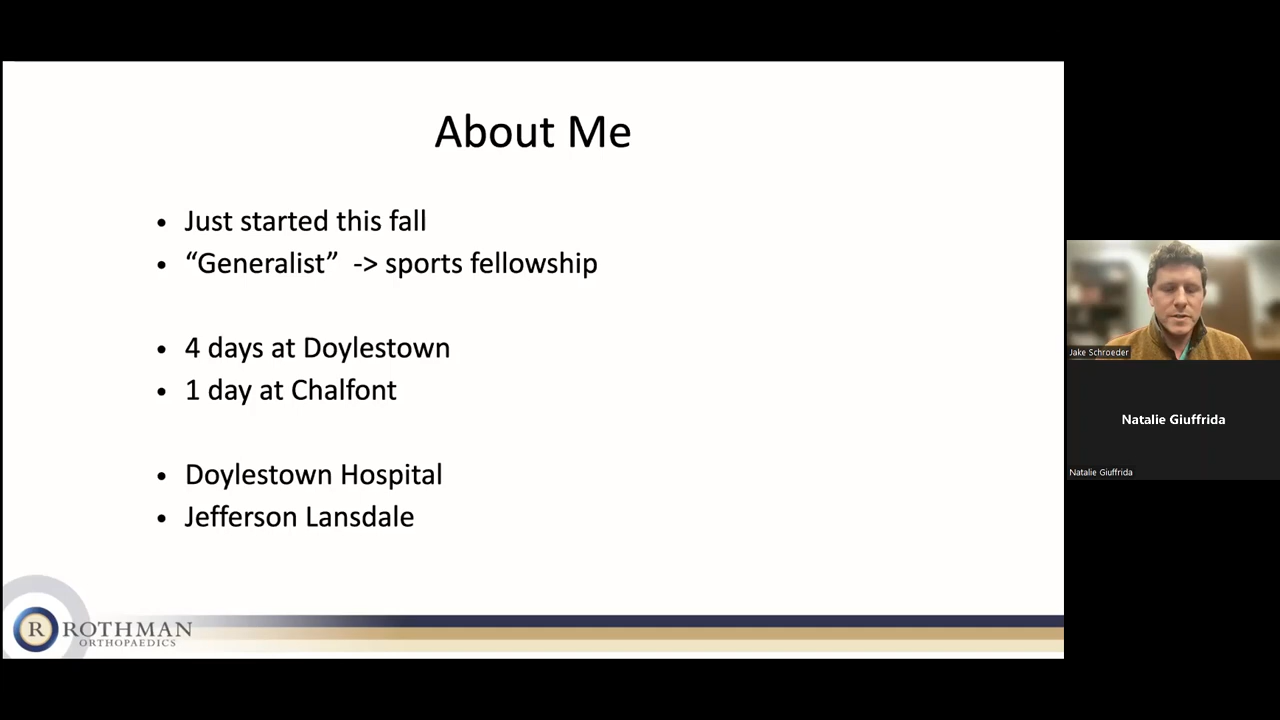 About Me
• Just started this fall
• “Generalist” -> sports fellowship
• 4 days at Doylestown
• 1 day at Chalfont
• Doylestown Hospital
• Jefferson Lansdale
R ROTHMAN
ORTHOPAEDICS
Jake Schroeder
Natalie Giuffrida
Natalie Giuffrida